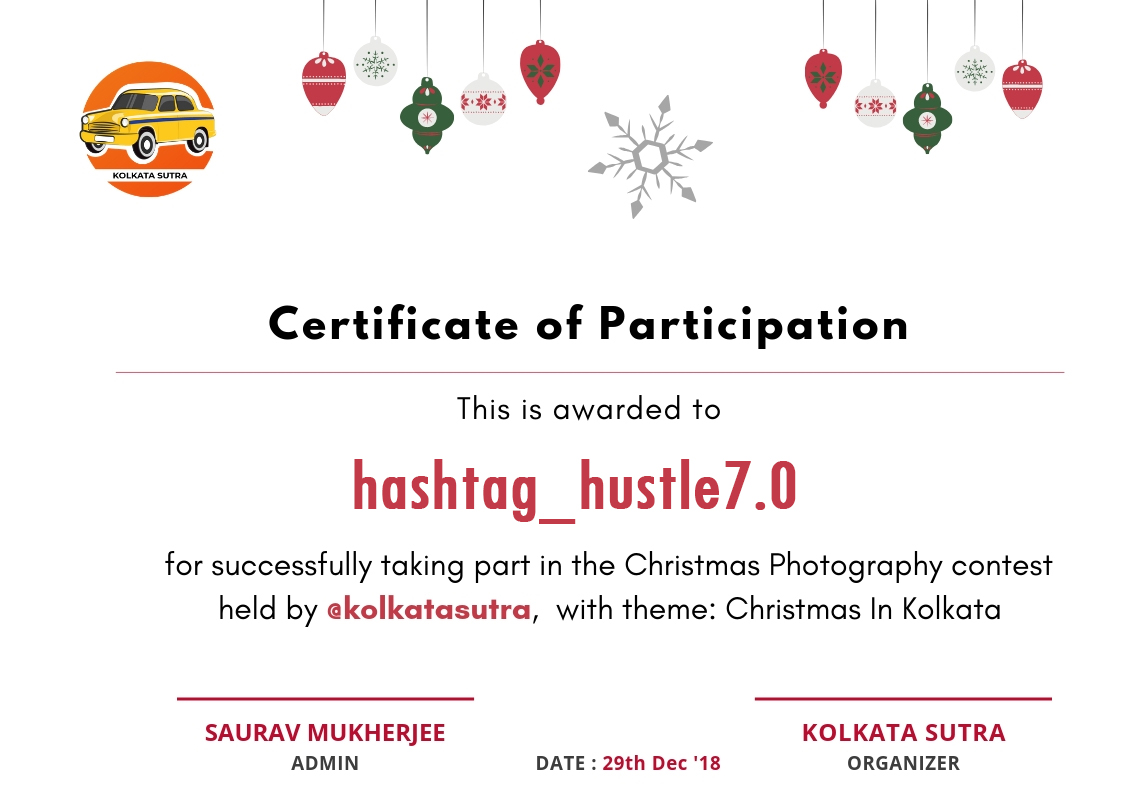 KOLKATA SUTRA
Certificate of Participation
This is awarded to
hashtag_hustle7.0
for successfully taking part in the Christmas Photography contest
held by @kolkatasutra, with theme: Christmas In Kolkata
SAURAV MUKHERJEE
ADMIN
DATE : 29th Dec '18
KOLKATA SUTRA
ORGANIZER